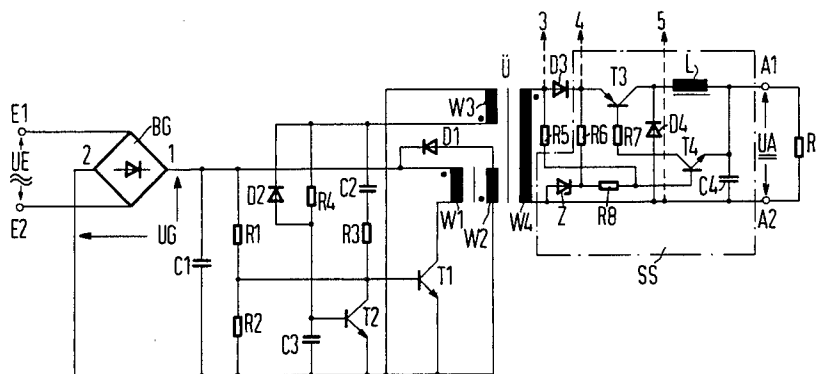 3 4 5
Ü D3 T3 L A1
E1 BG W3 R5 R6 R7 D4 T4 UA R
UE 2 1 D1
D2 R4 C2 W1 W2 W4 Z R8 C4
E2 UG R1 R3 A2
C1 T1 SS
R2 C3 T2